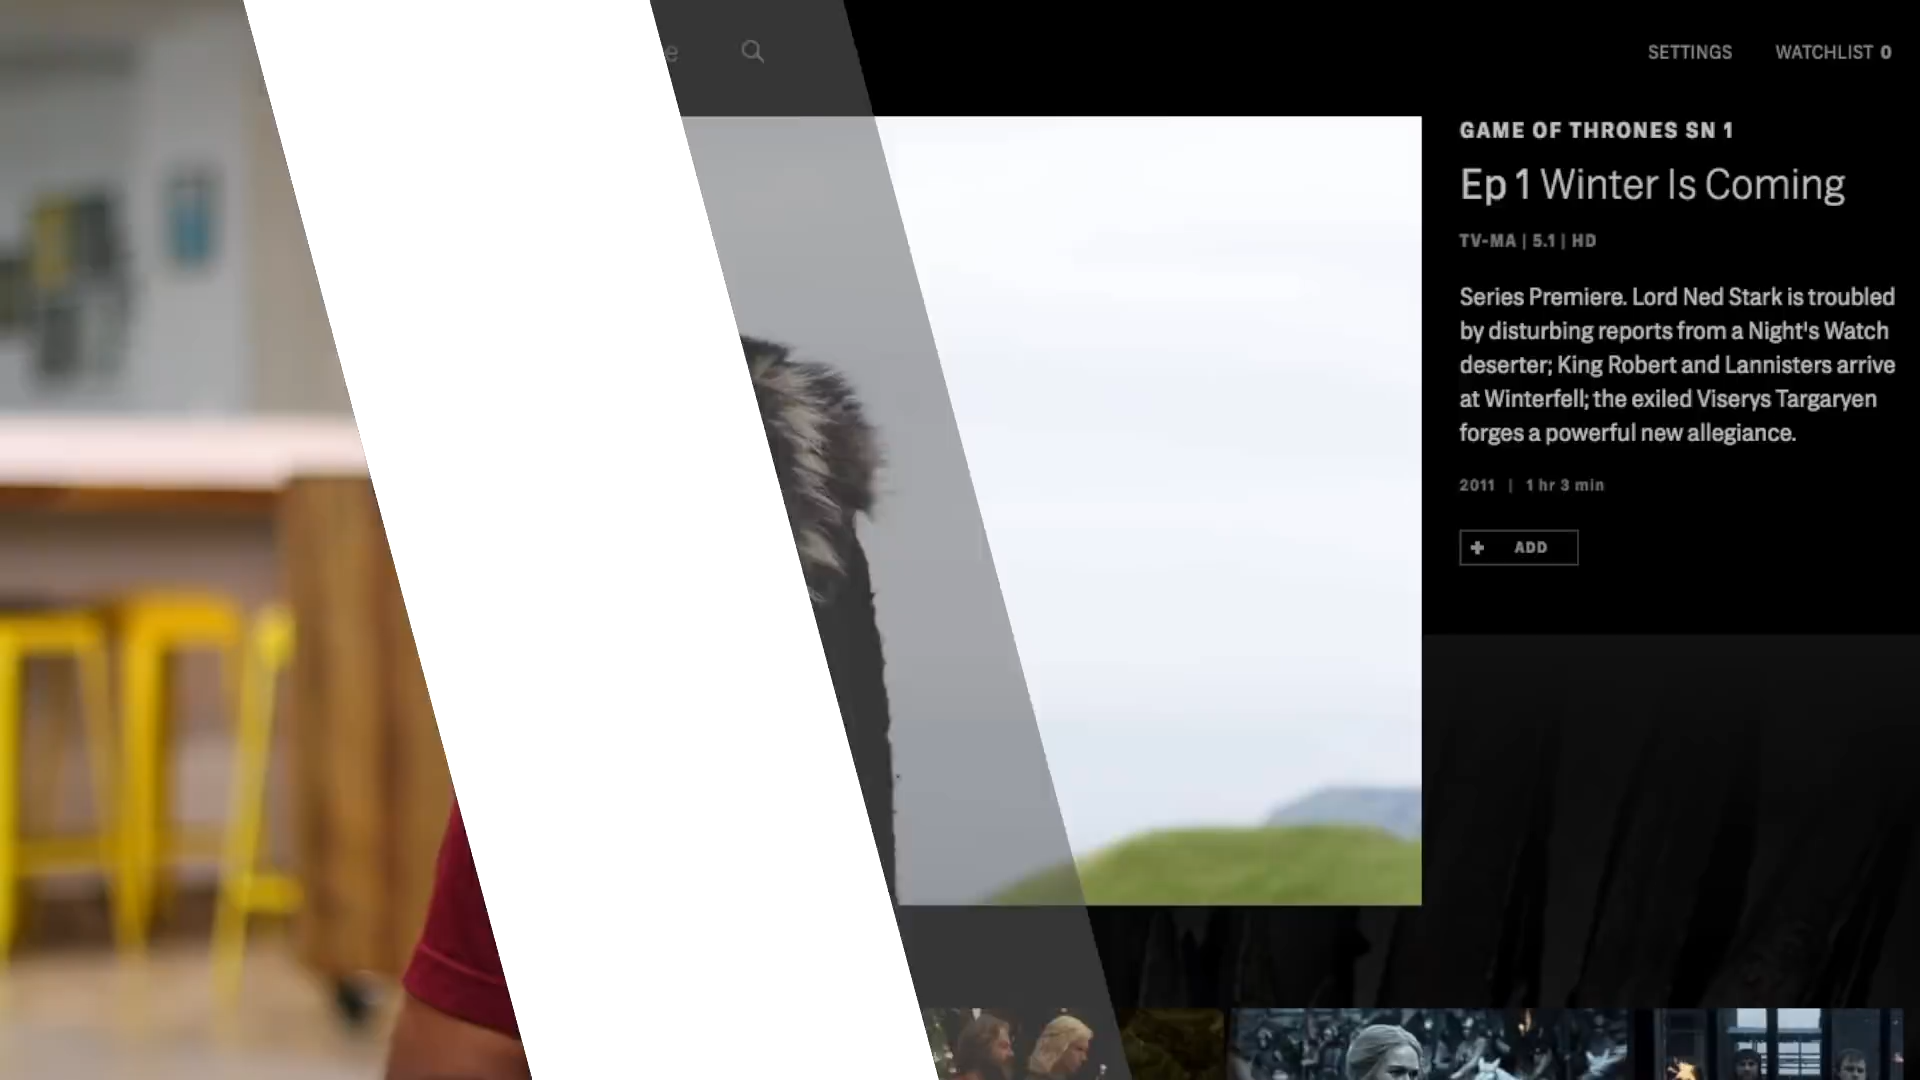 SETTINGS WATCHLIST 0
GAME OF THRONES SN 1
Ep 1 Winter Is Coming
TV-MA | 5.1 | HD
Series Premiere. Lord Ned Stark is troubled
by disturbing reports from a Night's Watch
deserter; King Robert and Lannisters arrive
at Winterfell; the exiled Viserys Targaryen
forges a powerful new allegiance.
2011 | 1 hr 3 min
+ ADD